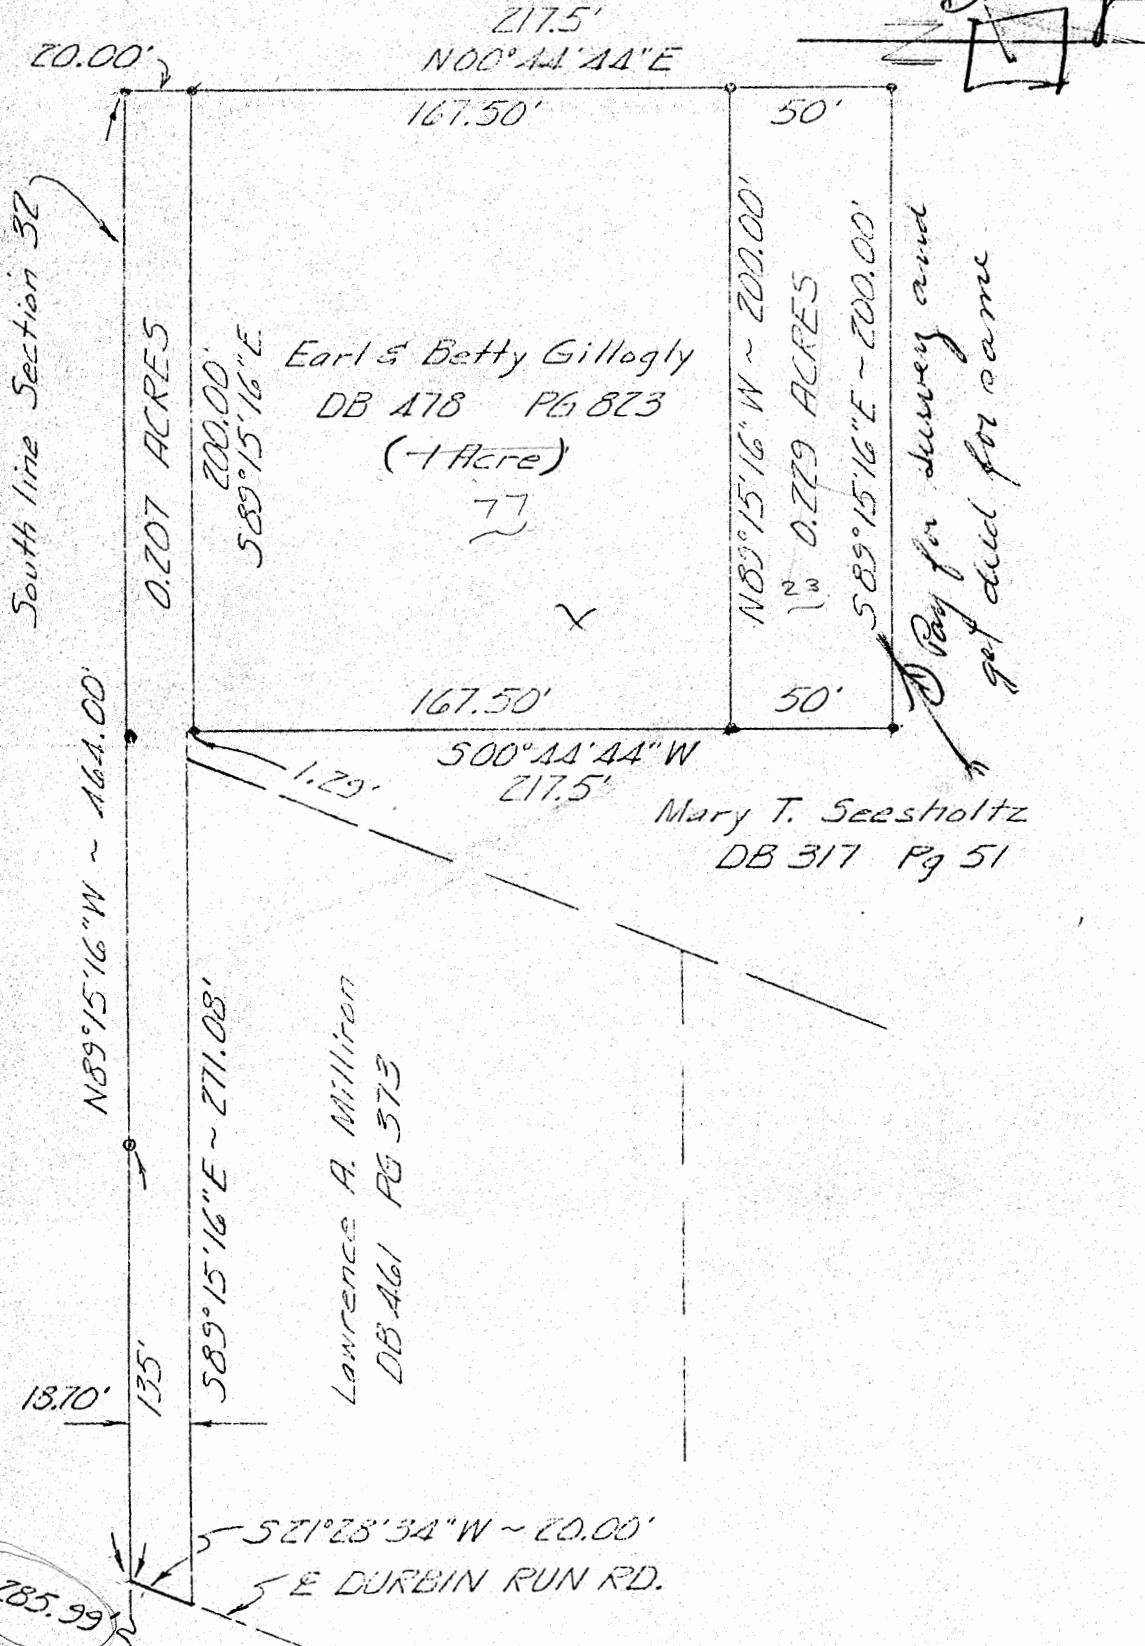 217.5'
N00°44'44"E
20.00'
167.50'
50'
N
South line Section 32
0.207 ACRES
200.00'
S89°15'16"E
Earl & Betty Gillogly
DB 478 PG 823
(1 Acre)
77
N89°15'16"W ~ 200.00'
0.229 ACRES
23
S89°15'16"E ~ 200.00'
① Pay for survey and
get deed for same
167.50'
50'
S00°44'44"W
217.5'
1.29'
Mary T. Seesholtz
DB 317 Pg 51
N89°15'16"W ~ 464.00'
S89°15'16"E ~ 271.08'
Lawrence A. Milliron
DB 461 PG 373
18.70'
135'
S21°28'34"W ~ 20.00'
E DURBIN RUN RD.
285.99'